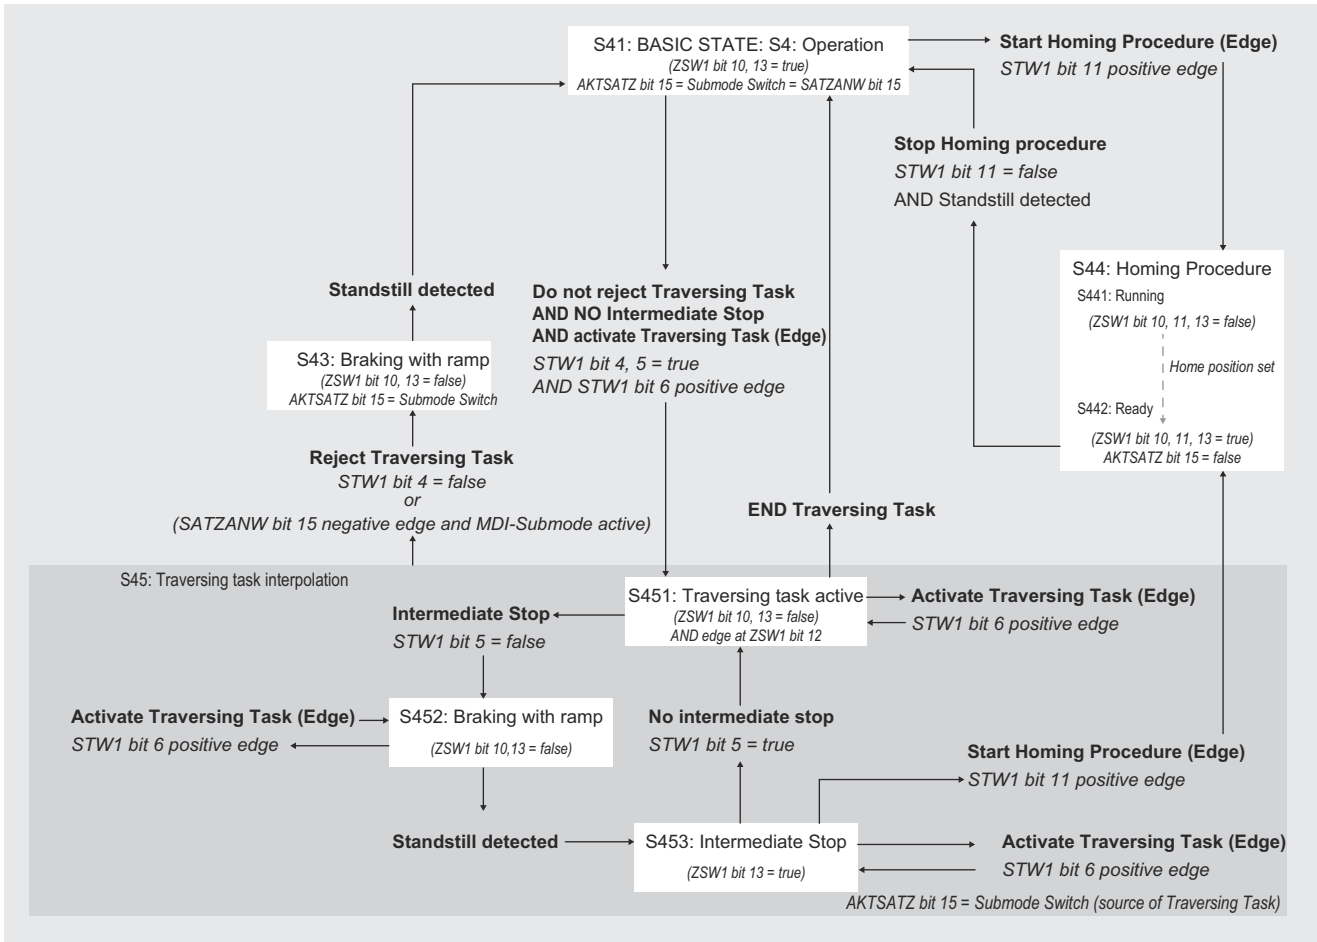 S41: BASIC STATE: S4: Operation
(ZSW1 bit 10, 13 = true)
AKTSATZ bit 15 = Submode Switch = SATZANW bit 15
Start Homing Procedure (Edge)
STW1 bit 11 positive edge
Stop Homing procedure
STW1 bit 11 = false
AND Standstill detected
S44: Homing Procedure
S441: Running
(ZSW1 bit 10, 11, 13 = false)
Home position set
S442: Ready
(ZSW1 bit 10, 11, 13 = true)
AKTSATZ bit 15 = false
Standstill detected
Do not reject Traversing Task
AND NO Intermediate Stop
AND activate Traversing Task (Edge)
STW1 bit 4, 5 = true
AND STW1 bit 6 positive edge
S43: Braking with ramp
(ZSW1 bit 10, 13 = false)
AKTSATZ bit 15 = Submode Switch
Reject Traversing Task
STW1 bit 4 = false
or
(SATZANW bit 15 negative edge and MDI-Submode active)
END Traversing Task
S45: Traversing task interpolation
S451: Traversing task active
(ZSW1 bit 10, 13 = false)
AND edge at ZSW1 bit 12
Activate Traversing Task (Edge)
STW1 bit 6 positive edge
Intermediate Stop
STW1 bit 5 = false
Activate Traversing Task (Edge)
STW1 bit 6 positive edge
S452: Braking with ramp
(ZSW1 bit 10,13 = false)
No intermediate stop
STW1 bit 5 = true
Start Homing Procedure (Edge)
STW1 bit 11 positive edge
Standstill detected
S453: Intermediate Stop
(ZSW1 bit 13 = true)
Activate Traversing Task (Edge)
STW1 bit 6 positive edge
AKTSATZ bit 15 = Submode Switch (source of Traversing Task)